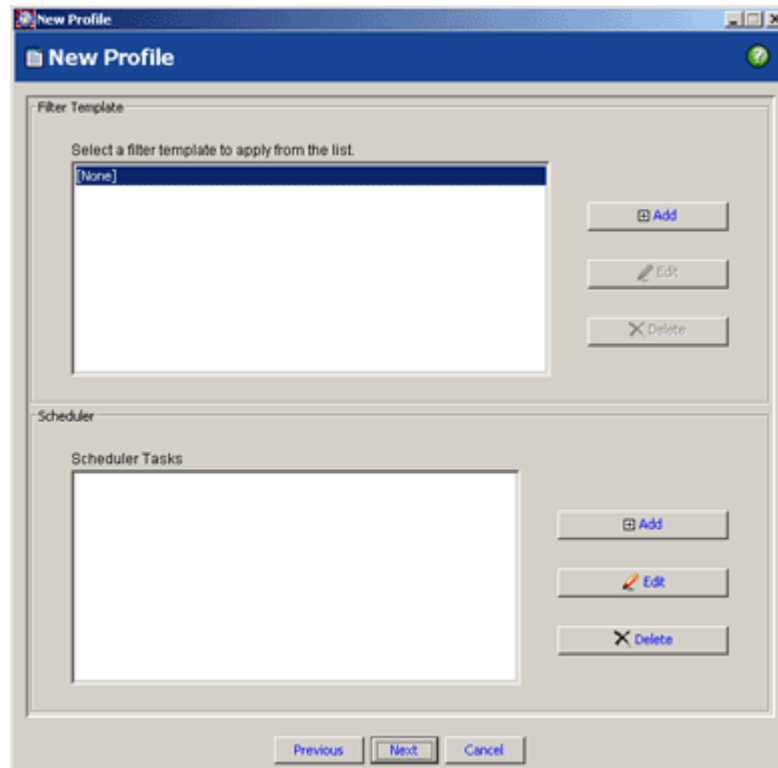 New Profile
New Profile
Filter Template
Select a filter template to apply from the list.
[None]
Add
Edit
Delete
Scheduler
Scheduler Tasks
Add
Edit
Delete
Previous Next Cancel